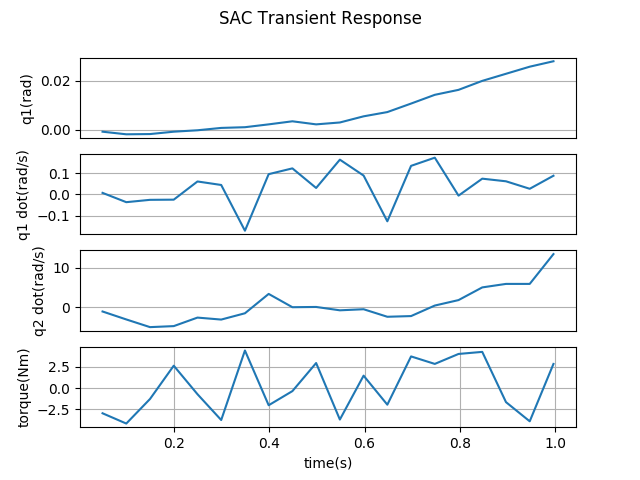 SAC Transient Response
q1(rad)
0.02
0.00
q1 dot(rad/s)
0.1
0.0
−0.1
q2 dot(rad/s)
10
0
torque(Nm)
2.5
0.0
−2.5
0.2 0.4 0.6 0.8 1.0
time(s)